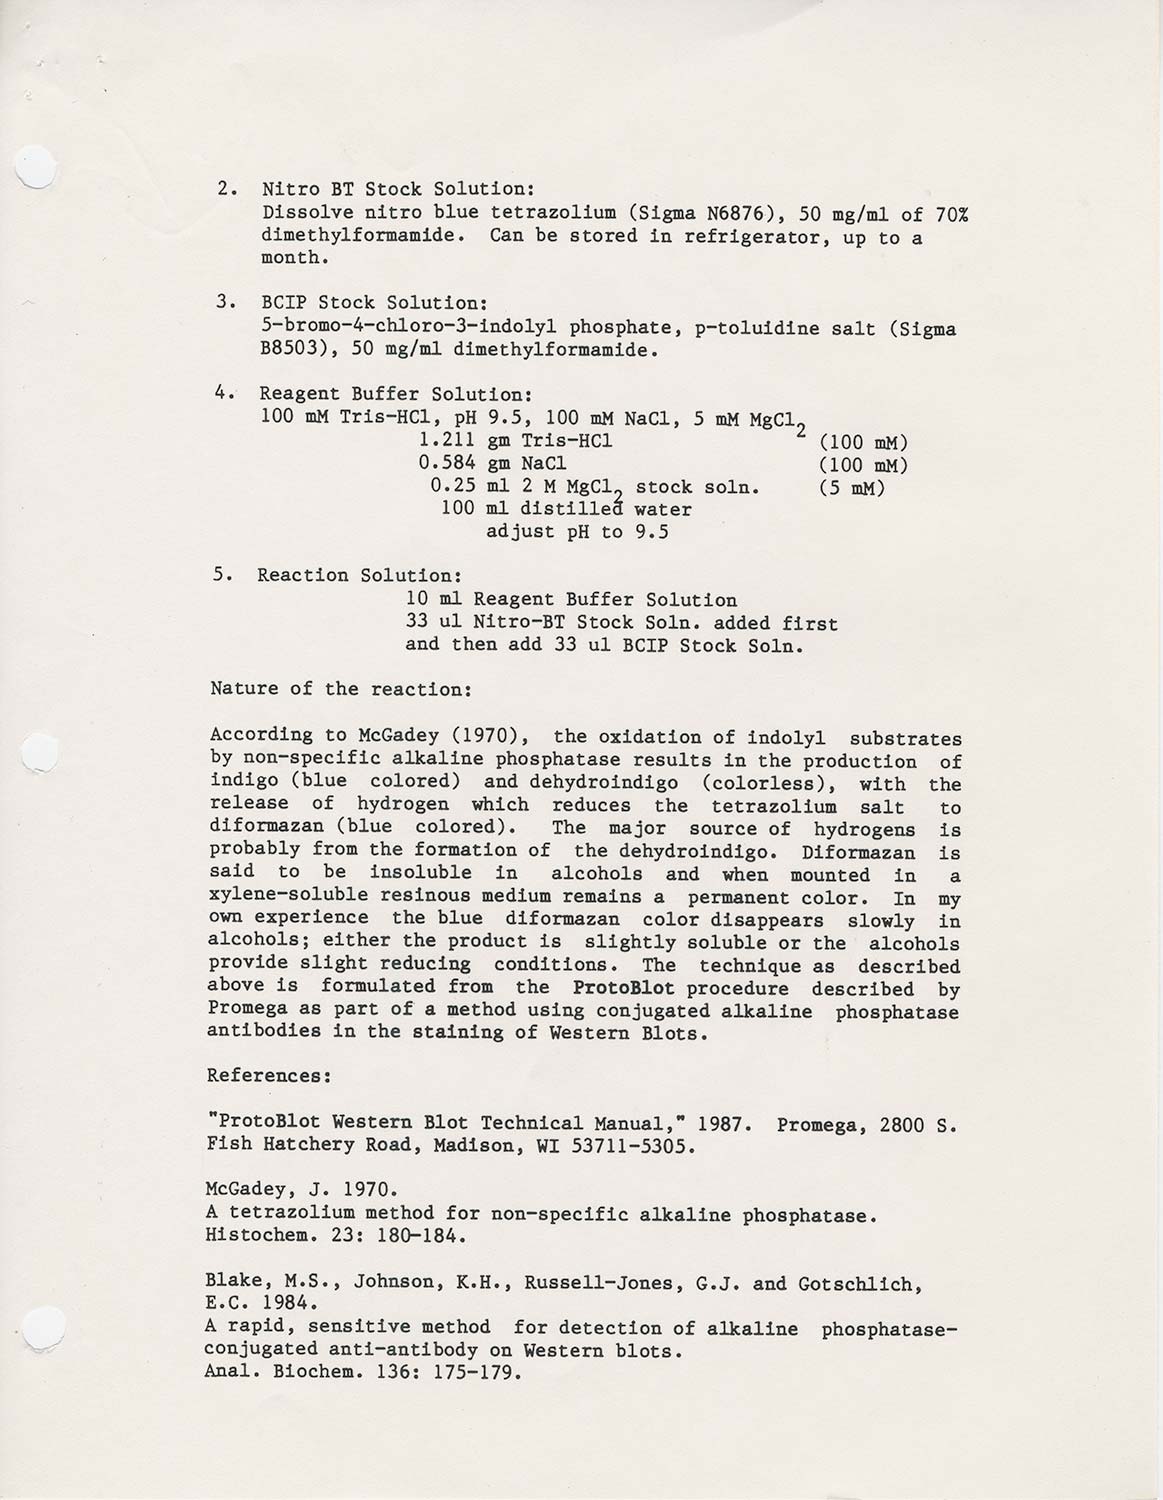 2. Nitro BT Stock Solution:
Dissolve nitro blue tetrazolium (Sigma N6876), 50 mg/ml of 70%
dimethylformamide. Can be stored in refrigerator, up to a
month.
3. BCIP Stock Solution:
5-bromo-4-chloro-3-indolyl phosphate, p-toluidine salt (Sigma
B8503), 50 mg/ml dimethylformamide.
4. Reagent Buffer Solution:
100 mM Tris-HCl, pH 9.5, 100 mM NaCl, 5 mM MgCl2
1.211 gm Tris-HCl (100 mM)
0.584 gm NaCl (100 mM)
0.25 ml 2 M MgCl2 stock soln. (5 mM)
100 ml distilled water
adjust pH to 9.5
5. Reaction Solution:
10 ml Reagent Buffer Solution
33 ul Nitro-BT Stock Soln. added first
and then add 33 ul BCIP Stock Soln.
Nature of the reaction:
According to McGadey (1970), the oxidation of indolyl substrates
by non-specific alkaline phosphatase results in the production of
indigo (blue colored) and dehydroindigo (colorless), with the
release of hydrogen which reduces the tetrazolium salt to
diformazan (blue colored). The major source of hydrogens is
probably from the formation of the dehydroindigo. Diformazan is
said to be insoluble in alcohols and when mounted in a
xylene-soluble resinous medium remains a permanent color. In my
own experience the blue diformazan color disappears slowly in
alcohols; either the product is slightly soluble or the alcohols
provide slight reducing conditions. The technique as described
above is formulated from the ProtoBlot procedure described by
Promega as part of a method using conjugated alkaline phosphatase
antibodies in the staining of Western Blots.
References:
"ProtoBlot Western Blot Technical Manual," 1987. Promega, 2800 S.
Fish Hatchery Road, Madison, WI 53711-5305.
McGadey, J. 1970.
A tetrazolium method for non-specific alkaline phosphatase.
Histochem. 23: 180-184.
Blake, M.S., Johnson, K.H., Russell-Jones, G.J. and Gotschlich,
E.C. 1984.
A rapid, sensitive method for detection of alkaline phosphatase-
conjugated anti-antibody on Western blots.
Anal. Biochem. 136: 175-179.